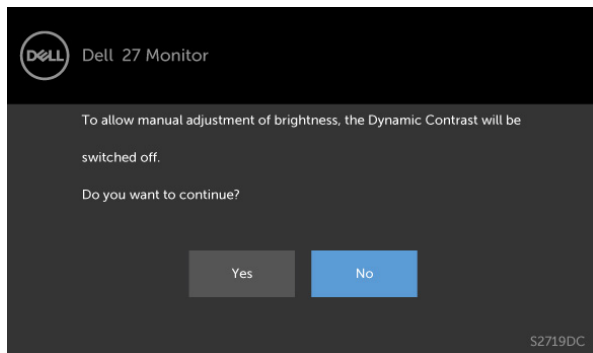 DELL
Dell 27 Monitor
To allow manual adjustment of brightness, the Dynamic Contrast will be
switched off.
Do you want to continue?
Yes
No
S2719DC